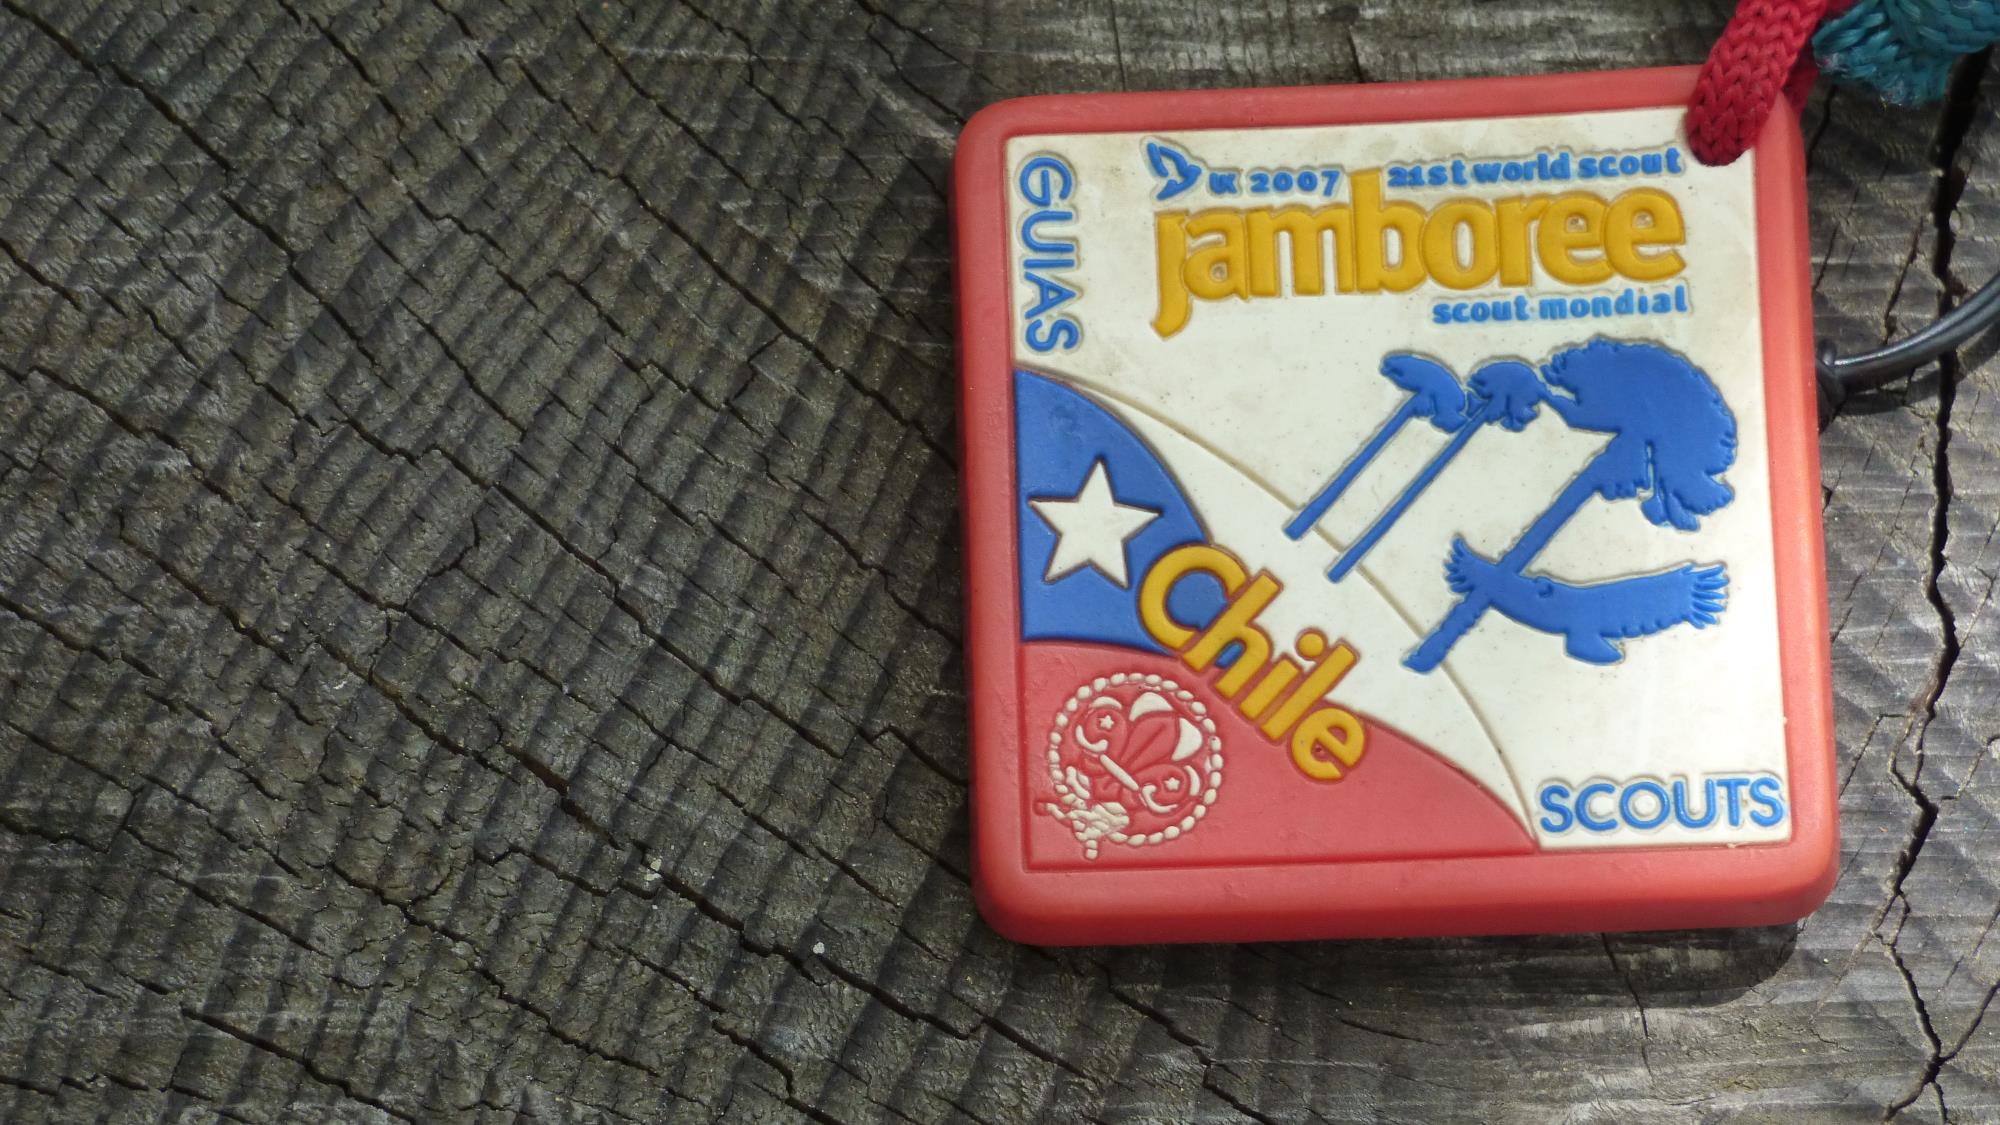 UK 2007 21st world scout
jamboree
scout mondial
GUIAS
Chile
SCOUTS